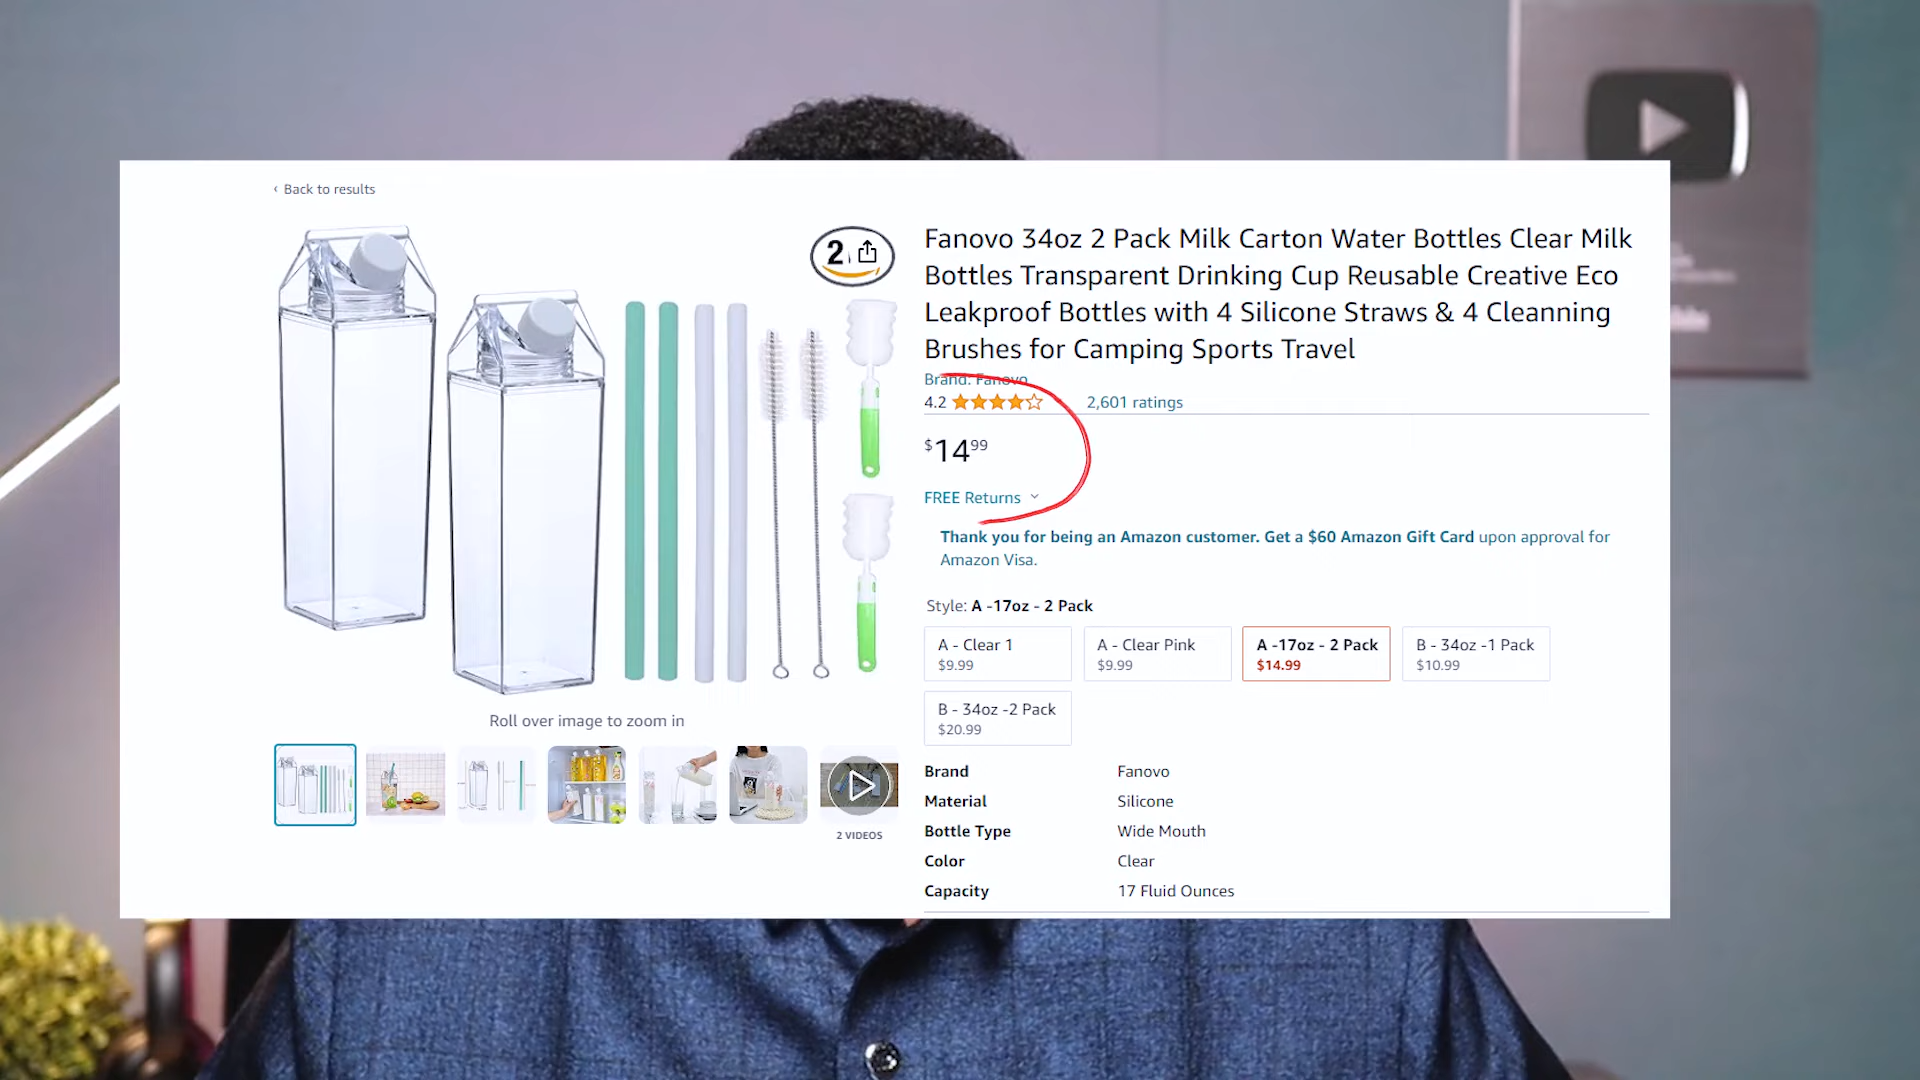 ‹ Back to results
2
Fanovo 34oz 2 Pack Milk Carton Water Bottles Clear Milk
Bottles Transparent Drinking Cup Reusable Creative Eco
Leakproof Bottles with 4 Silicone Straws & 4 Cleanning
Brushes for Camping Sports Travel
Brand: Fanovo
4.2 2,601 ratings
$14.99
FREE Returns
Thank you for being an Amazon customer. Get a $60 Amazon Gift Card upon approval for
Amazon Visa.
Style: A -17oz - 2 Pack
A - Clear 1
$9.99
A - Clear Pink
$9.99
A -17oz - 2 Pack
$14.99
B - 34oz -1 Pack
$10.99
B - 34oz -2 Pack
$20.99
Roll over image to zoom in
2 VIDEOS
Brand Fanovo
Material Silicone
Bottle Type Wide Mouth
Color Clear
Capacity 17 Fluid Ounces